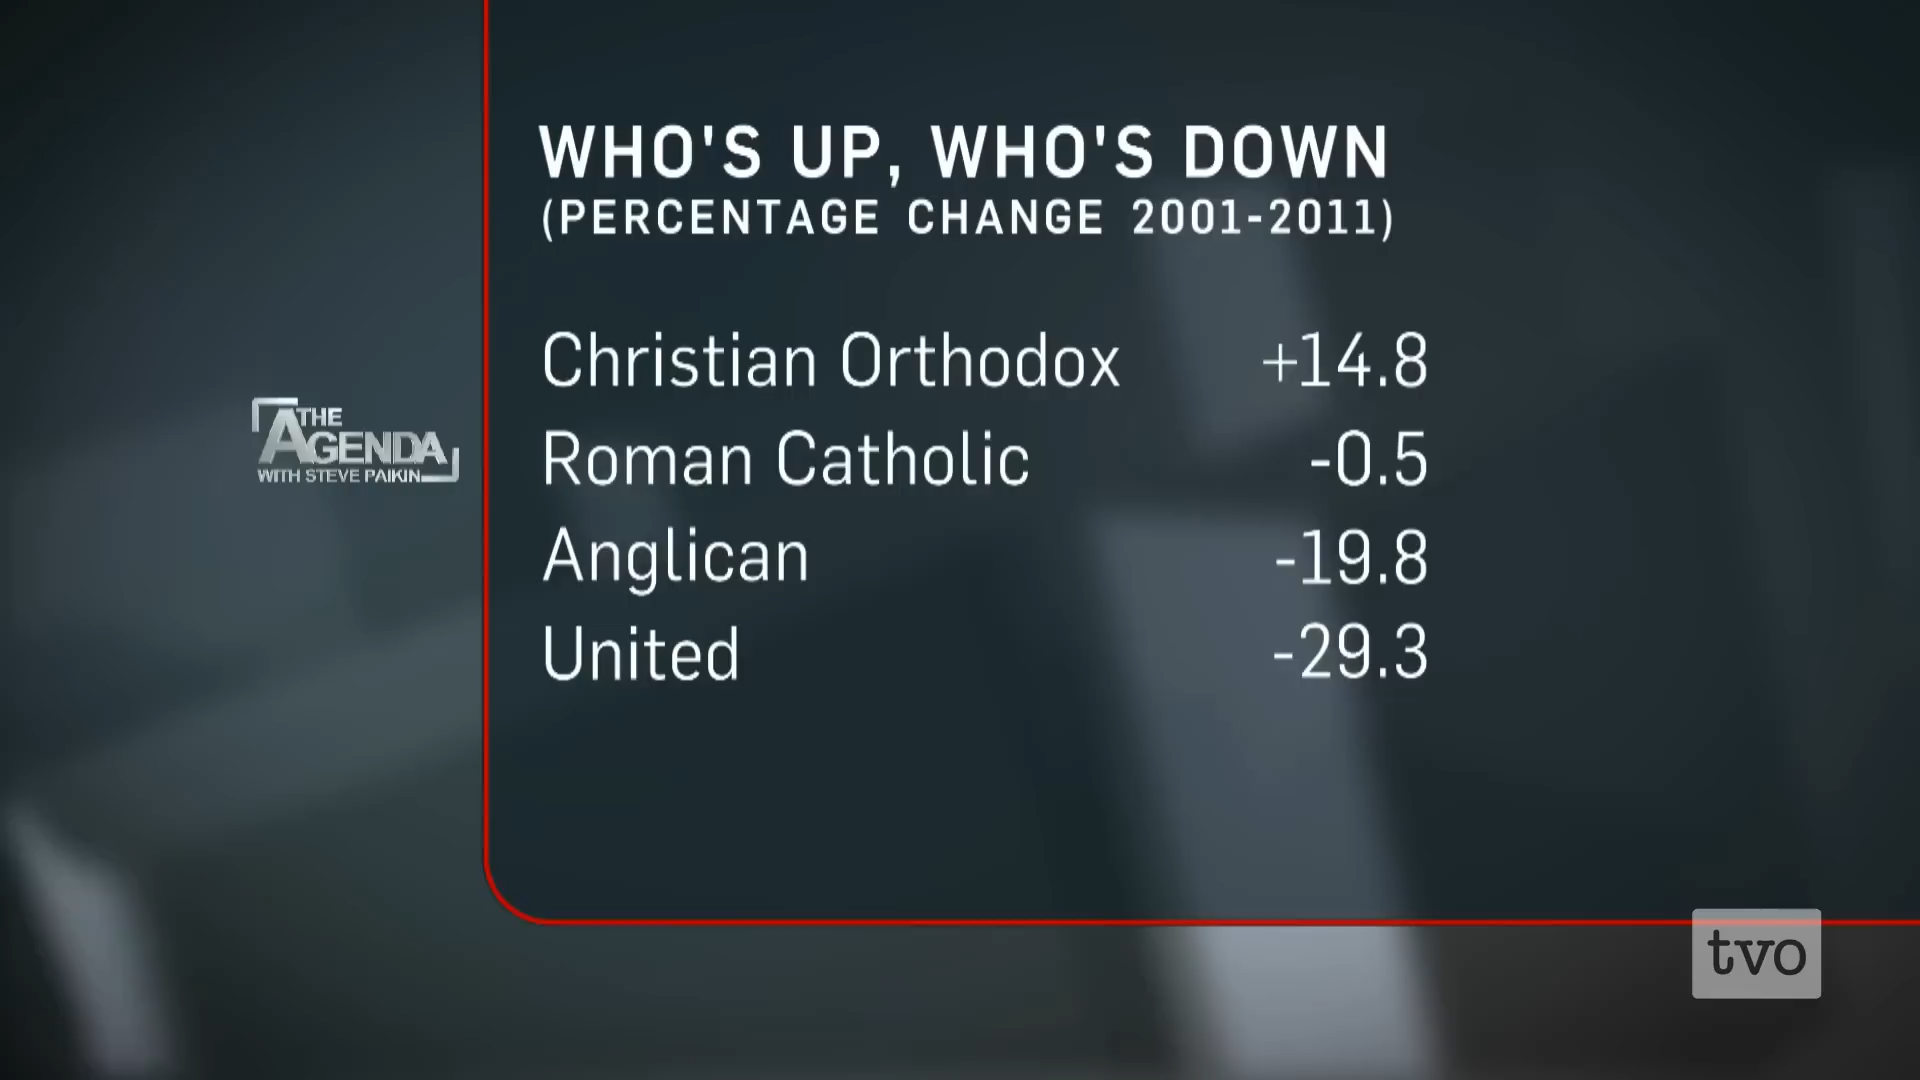 WHO'S UP, WHO'S DOWN
(PERCENTAGE CHANGE 2001-2011)
Christian Orthodox +14.8
Roman Catholic -0.5
Anglican -19.8
United -29.3
THE
AGENDA
WITH STEVE PAIKIN
tvo